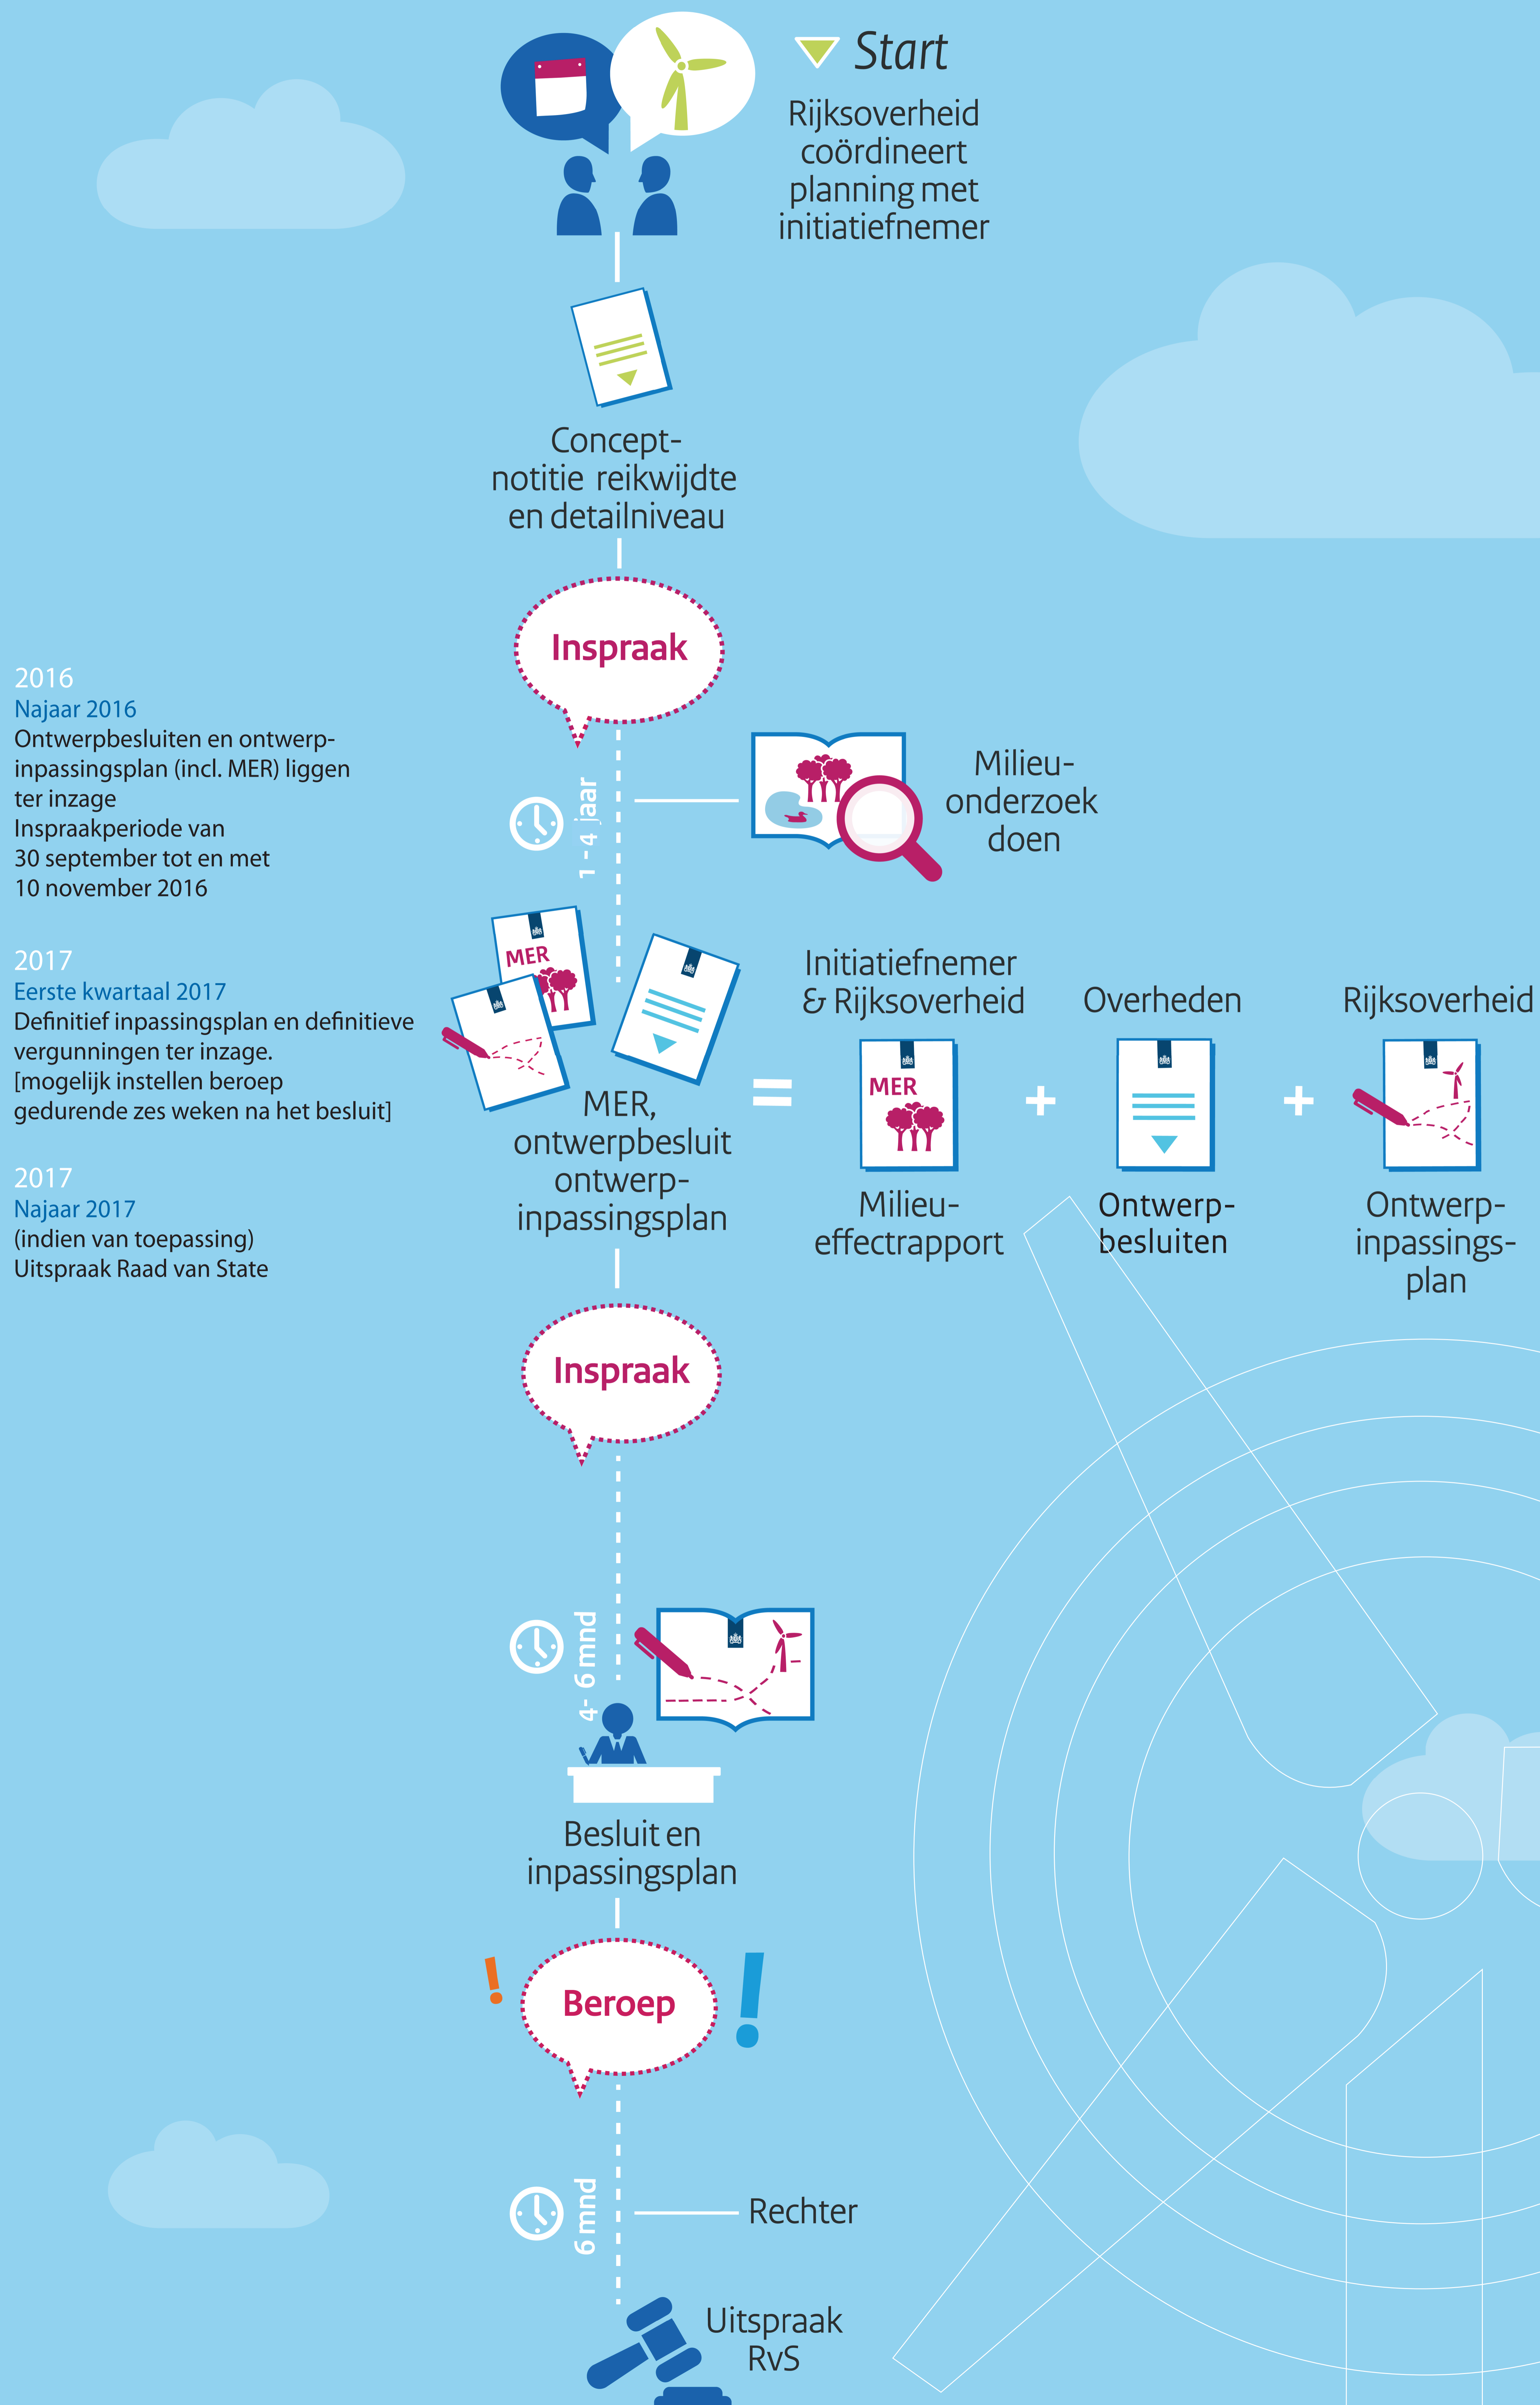 Start
Rijksoverheid
coördineert
planning met
initiatiefnemer
Concept-
notitie reikwijdte
en detailniveau
Inspraak
2016
Najaar 2016
Ontwerpbesluiten en ontwerp-
inpassingsplan (incl. MER) liggen
ter inzage
Inspraakperiode van
30 september tot en met
10 november 2016
1 - 4 jaar
Milieu-
onderzoek
doen
2017
Eerste kwartaal 2017
Definitief inpassingsplan en definitieve
vergunningen ter inzage.
[mogelijk instellen beroep
gedurende zes weken na het besluit]
2017
Najaar 2017
(indien van toepassing)
Uitspraak Raad van State
MER
MER,
ontwerpbesluit
ontwerp-
inpassingsplan
=
Initiatiefnemer
& Rijksoverheid
MER
Milieu-
effectrapport
+
Overheden
Ontwerp-
besluiten
+
Rijksoverheid
Ontwerp-
inpassings-
plan
Inspraak
4- 6 mnd
Besluit en
inpassingsplan
! Beroep !
6 mnd
Rechter
Uitspraak
RvS